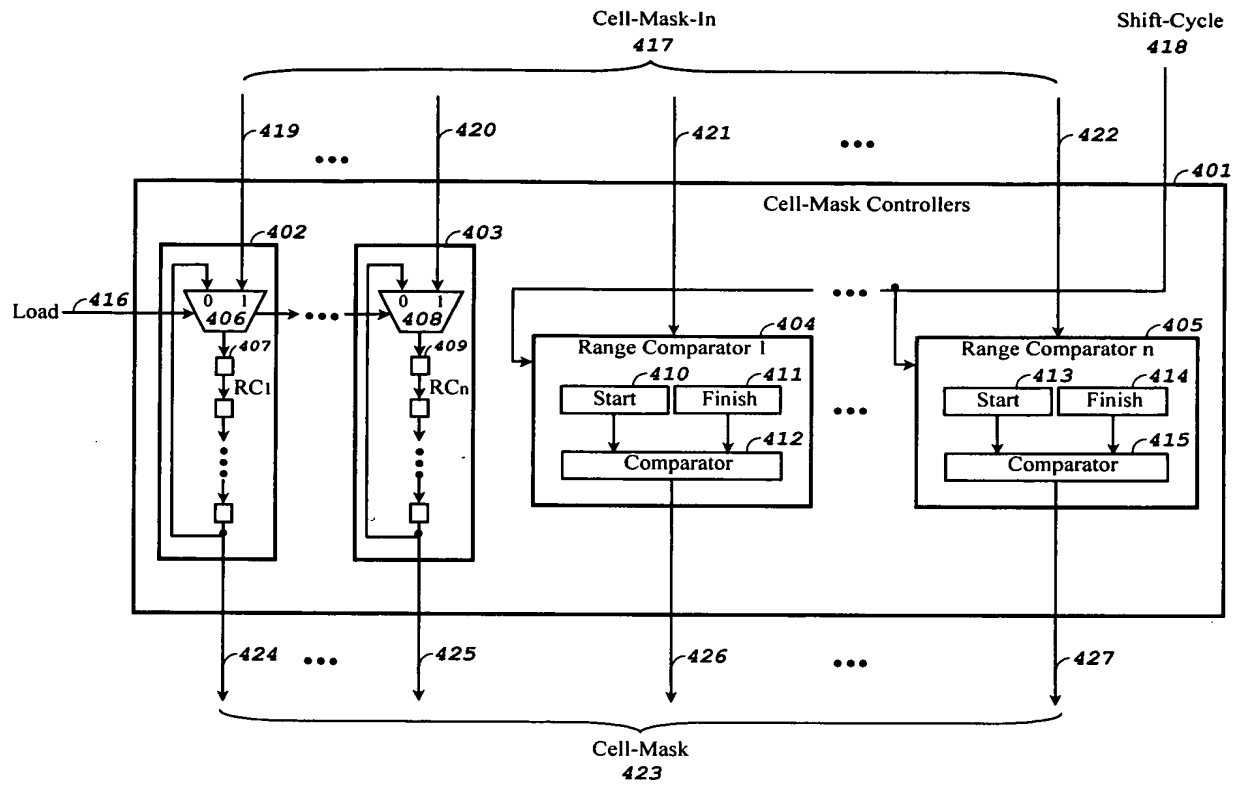 Cell-Mask-In
417
Shift-Cycle
418
419
420
421
422
401
Cell-Mask Controllers
402
403
Load
416
0 1
406
0 1
408
404
405
Range Comparator 1
Range Comparator n
407
409
RC1
RCn
410
411
413
414
Start
Finish
Start
Finish
412
415
Comparator
Comparator
424
425
426
427
Cell-Mask
423